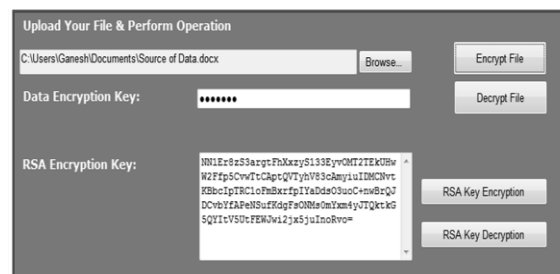 Upload Your File & Perform Operation
C:\Users\Ganesh\Documents\Source of Data.docx
Browse...
Encrypt File
Data Encryption Key:
•••••••
Decrypt File
RSA Encryption Key:
NN1Er8zS3argtFhXxzyS133EyvOMT2TEkUHw
W2Ffp5CvwTtCAptQVTyhV83cAmyiuIDMCNvt
KBbcIpTRCloFmBxrfpIYaDdsO3uoC+nwBrQJ
DCvbYfAPeNSufKdgFsONMs0mYxm4yJTQktkG
5QYItV5UtFEWJwi2jx5juInoRvo=
RSA Key Encryption
RSA Key Decryption